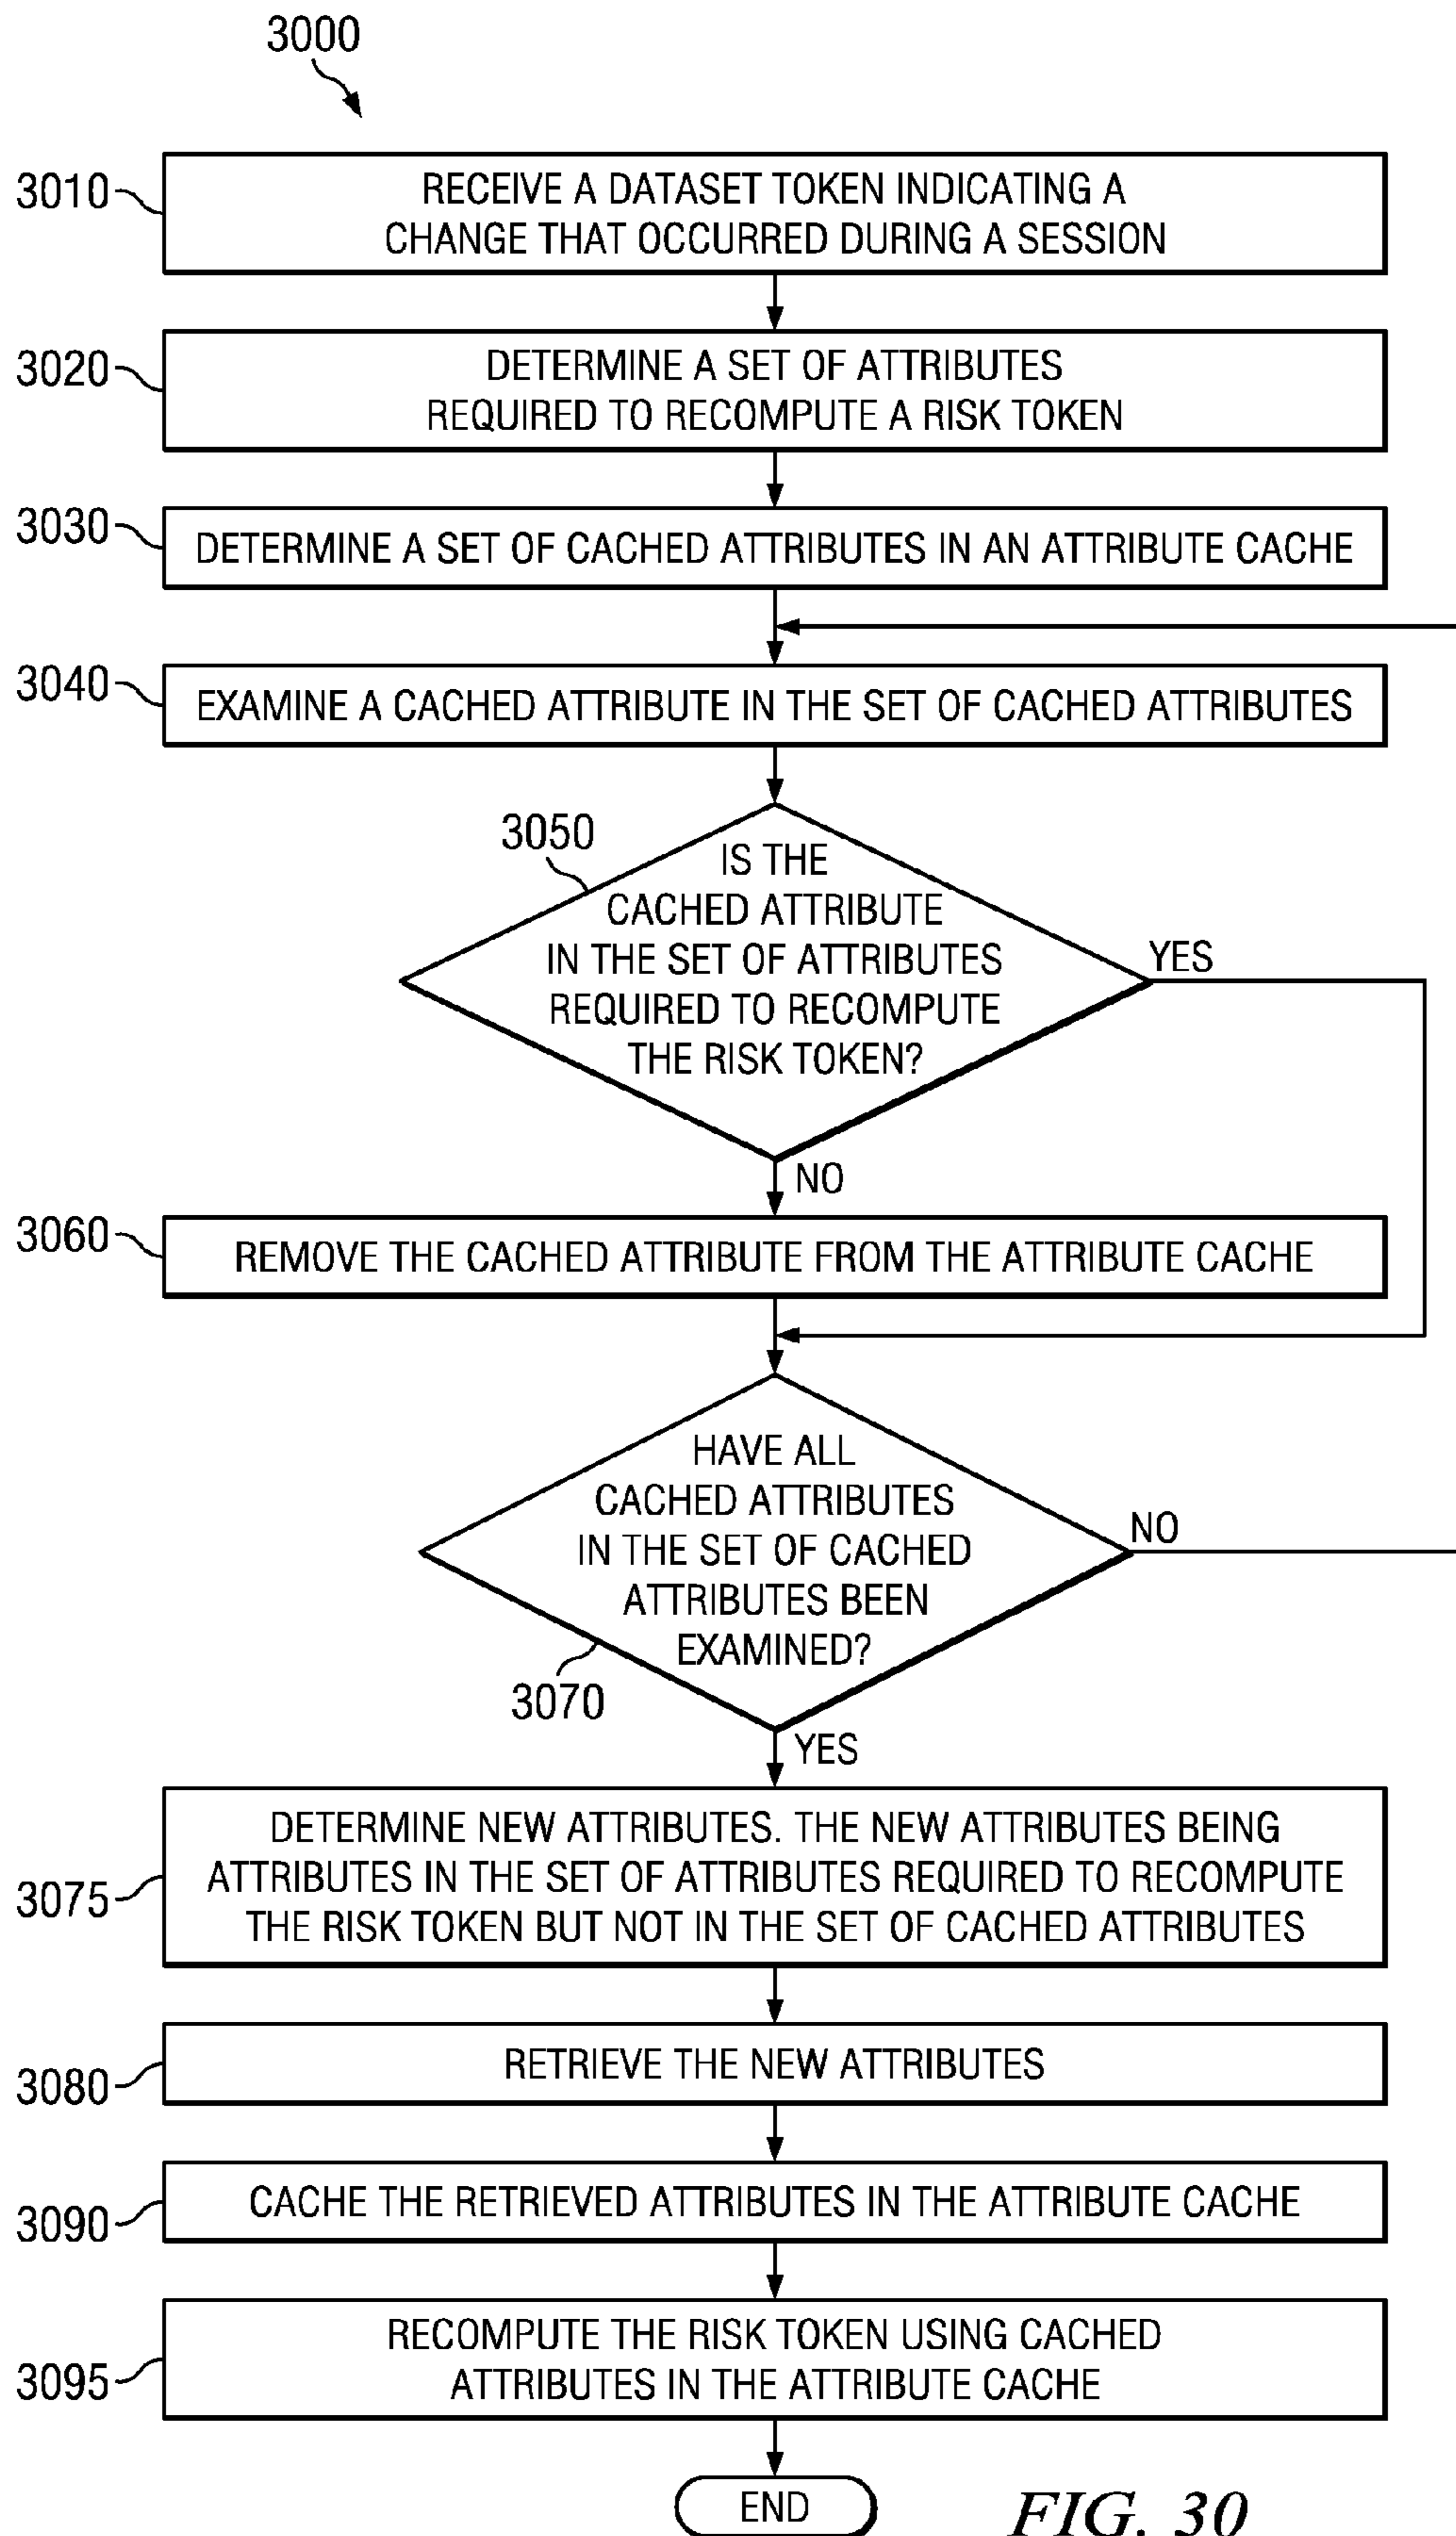 3000
3010
RECEIVE A DATASET TOKEN INDICATING A
CHANGE THAT OCCURRED DURING A SESSION
3020
DETERMINE A SET OF ATTRIBUTES
REQUIRED TO RECOMPUTE A RISK TOKEN
3030
DETERMINE A SET OF CACHED ATTRIBUTES IN AN ATTRIBUTE CACHE
3040
EXAMINE A CACHED ATTRIBUTE IN THE SET OF CACHED ATTRIBUTES
3050
IS THE
CACHED ATTRIBUTE
IN THE SET OF ATTRIBUTES
REQUIRED TO RECOMPUTE
THE RISK TOKEN?
YES
NO
3060
REMOVE THE CACHED ATTRIBUTE FROM THE ATTRIBUTE CACHE
HAVE ALL
CACHED ATTRIBUTES
IN THE SET OF CACHED
ATTRIBUTES BEEN
EXAMINED?
NO
3070
YES
3075
DETERMINE NEW ATTRIBUTES. THE NEW ATTRIBUTES BEING
ATTRIBUTES IN THE SET OF ATTRIBUTES REQUIRED TO RECOMPUTE
THE RISK TOKEN BUT NOT IN THE SET OF CACHED ATTRIBUTES
3080
RETRIEVE THE NEW ATTRIBUTES
3090
CACHE THE RETRIEVED ATTRIBUTES IN THE ATTRIBUTE CACHE
3095
RECOMPUTE THE RISK TOKEN USING CACHED
ATTRIBUTES IN THE ATTRIBUTE CACHE
END
FIG. 30